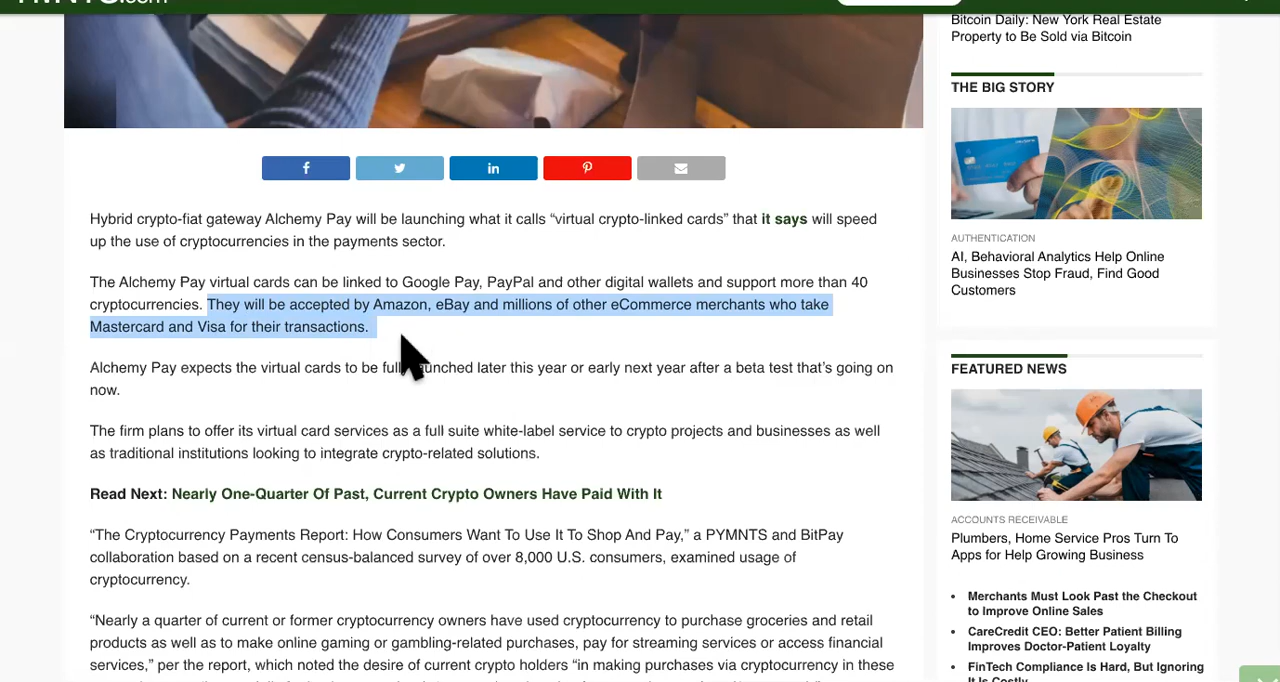 Bitcoin Daily: New York Real Estate
Property to Be Sold via Bitcoin
THE BIG STORY
AUTHENTICATION
AI, Behavioral Analytics Help Online
Businesses Stop Fraud, Find Good
Customers
Hybrid crypto-fiat gateway Alchemy Pay will be launching what it calls “virtual crypto-linked cards” that it says will speed
up the use of cryptocurrencies in the payments sector.
The Alchemy Pay virtual cards can be linked to Google Pay, PayPal and other digital wallets and support more than 40
cryptocurrencies. They will be accepted by Amazon, eBay and millions of other eCommerce merchants who take
Mastercard and Visa for their transactions.
Alchemy Pay expects the virtual cards to be later this year or early next year after a beta test that’s going on
now.
The firm plans to offer its virtual card services as a full suite white-label service to crypto projects and businesses as well
as traditional institutions looking to integrate crypto-related solutions.
Read Next: Nearly One-Quarter Of Past, Current Crypto Owners Have Paid With It
“The Cryptocurrency Payments Report: How Consumers Want To Use It To Shop And Pay,” a PYMNTS and BitPay
collaboration based on a recent census-balanced survey of over 8,000 U.S. consumers, examined usage of
cryptocurrency.
“Nearly a quarter of current or former cryptocurrency owners have used cryptocurrency to purchase groceries and retail
products as well as to make online gaming or gambling-related purchases, pay for streaming services or access financial
services,” per the report, which noted the desire of current crypto holders “in making purchases via cryptocurrency in these
FEATURED NEWS
ACCOUNTS RECEIVABLE
Plumbers, Home Service Pros Turn To
Apps for Help Growing Business
• Merchants Must Look Past the Checkout
to Improve Online Sales
• CareCredit CEO: Better Patient Billing
Improves Doctor-Patient Loyalty
• FinTech Compliance Is Hard, But Ignoring
It Is Costly